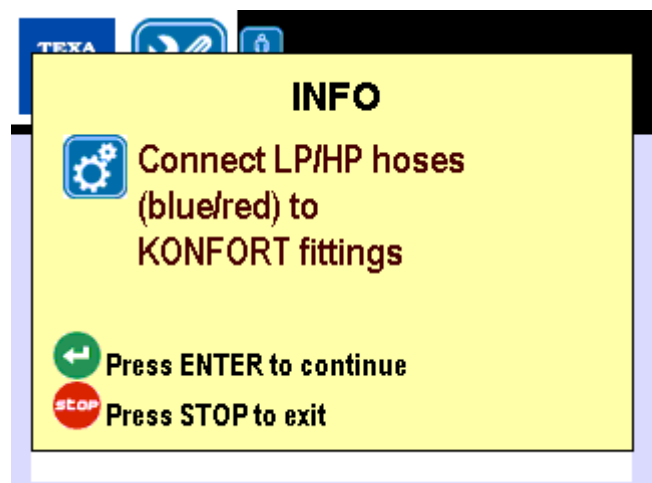 TEXA
INFO
Connect LP/HP hoses
(blue/red) to
KONFORT fittings
Press ENTER to continue
stop
Press STOP to exit